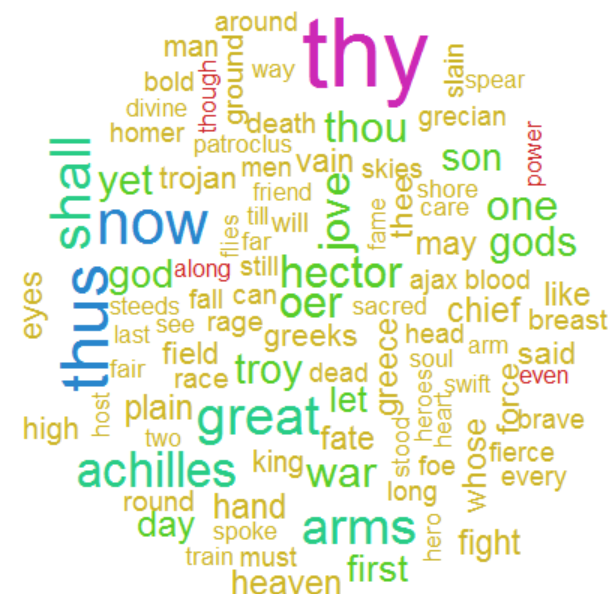 around
man
thy
ground
way
slain
spear
bold
though
divine
grecian
homer
death
thou
patroclus
power
shall
son
yet
trojan
men
vain
skies
thee
shore
friend
care
one
now
till
will
jove
fame
may
gods
flies
far
thus
god
along
still
hector
ajax
blood
like
eyes
steeds
fall
can
oer
sacred
chief
breast
last
see
rage
greeks
greece
head
arm
said
fair
field
troy
dead
soul
even
race
heroes
swift
force
host
plain
great
let
heart
brave
high
two
fate
stood
whose
fierce
achilles
king
war
foe
every
long
round
hand
day
spoke
arms
hero
fight
train
must
first
heaven